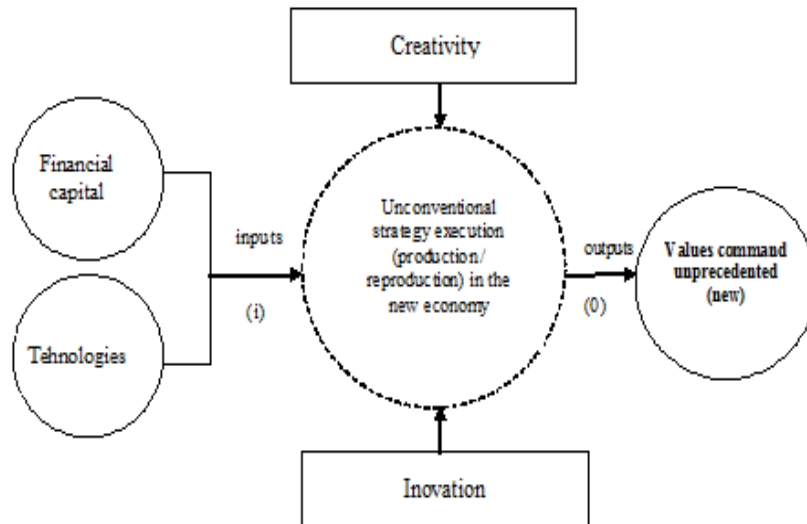 Creativity
Financial
capital
inputs
(i)
Tehnologies
Unconventional
strategy execution
(production/
reproduction) in the
new economy
outputs
(0)
Values command
unprecedented
(new)
Inovation